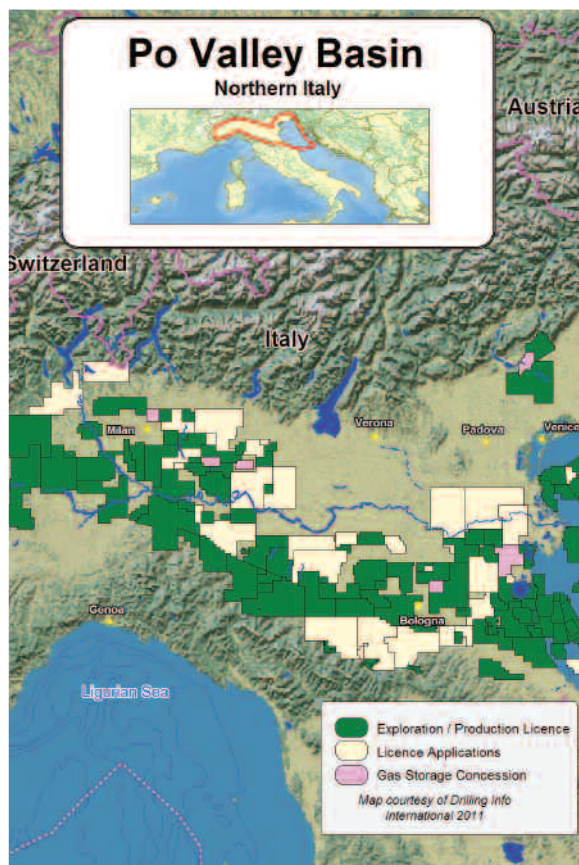 Po Valley Basin
Northern Italy
Austria
Switzerland
Italy
Milan
Verona
Padova
Venice
Genoa
Bologna
Ligurian Sea
Exploration / Production Licence
Licence Applications
Gas Storage Concession
Map courtesy of Drilling Info
International 2011